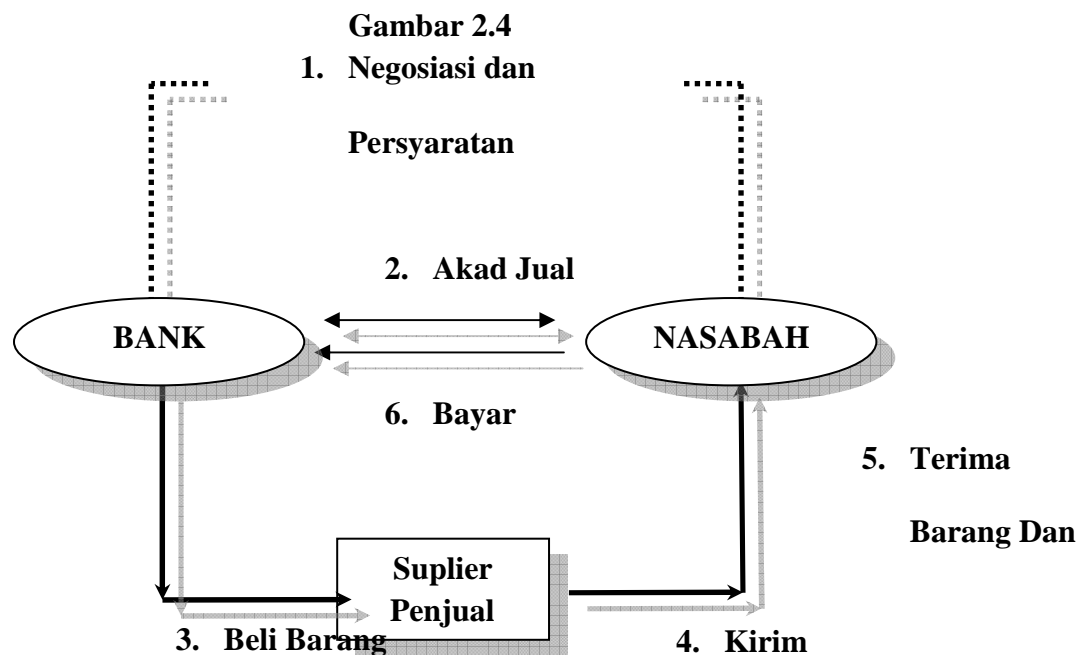 Gambar 2.4
1. Negosiasi dan
Persyaratan
2. Akad Jual
BANK
NASABAH
6. Bayar
5. Terima
Barang Dan
Suplier
Penjual
3. Beli Barang
4. Kirim